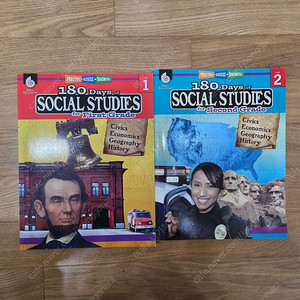 PRACTICE - ASSESS - DIAGNOSE
1
180 Days of
SOCIAL STUDIES
for First Grade
Civics
Economics
Geography
History
PRACTICE - ASSESS - DIAGNOSE
2
180 Days of
SOCIAL STUDIES
for Second Grade
Civics
Economics
Geography
History